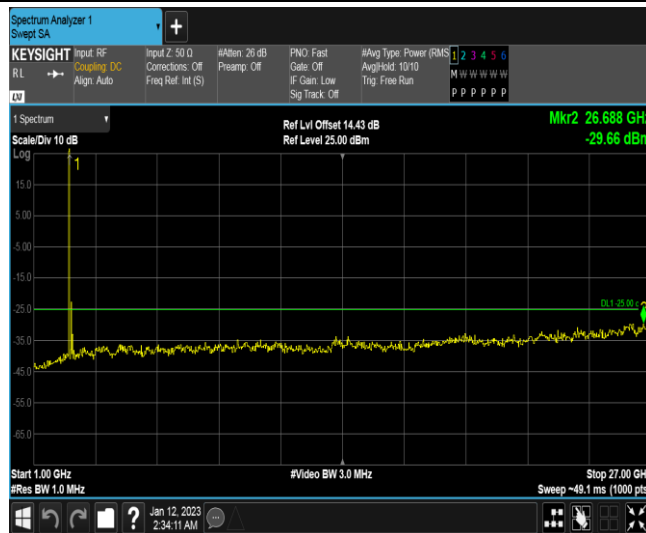 Spectrum Analyzer 1
Swept SA
+
KEYSIGHT
RL
LXI
Input: RF
Coupling: DC
Align: Auto
Input Z: 50 Ω
Corrections: Off
Freq Ref: Int (S)
#Atten: 26 dB
Preamp: Off
PNO: Fast
Gate: Off
IF Gain: Low
Sig Track: Off
#Avg Type: Power (RMS
Avg|Hold: 10/10
Trig: Free Run
1 2 3 4 5 6
M W W W W W
P P P P P P
1 Spectrum
Scale/Div 10 dB
Log
Ref Lvl Offset 14.43 dB
Ref Level 25.00 dBm
Mkr2 26.688 GHz
-29.66 dBm
1
15.0
5.00
-5.00
-15.0
-25.0
DL1 -25.00
-35.0
-45.0
-55.0
-65.0
Start 1.00 GHz
#Res BW 1.0 MHz
#Video BW 3.0 MHz
Stop 27.00 GH
Sweep ~49.1 ms (1000 pts
?
Jan 12, 2023
2:34:11 AM